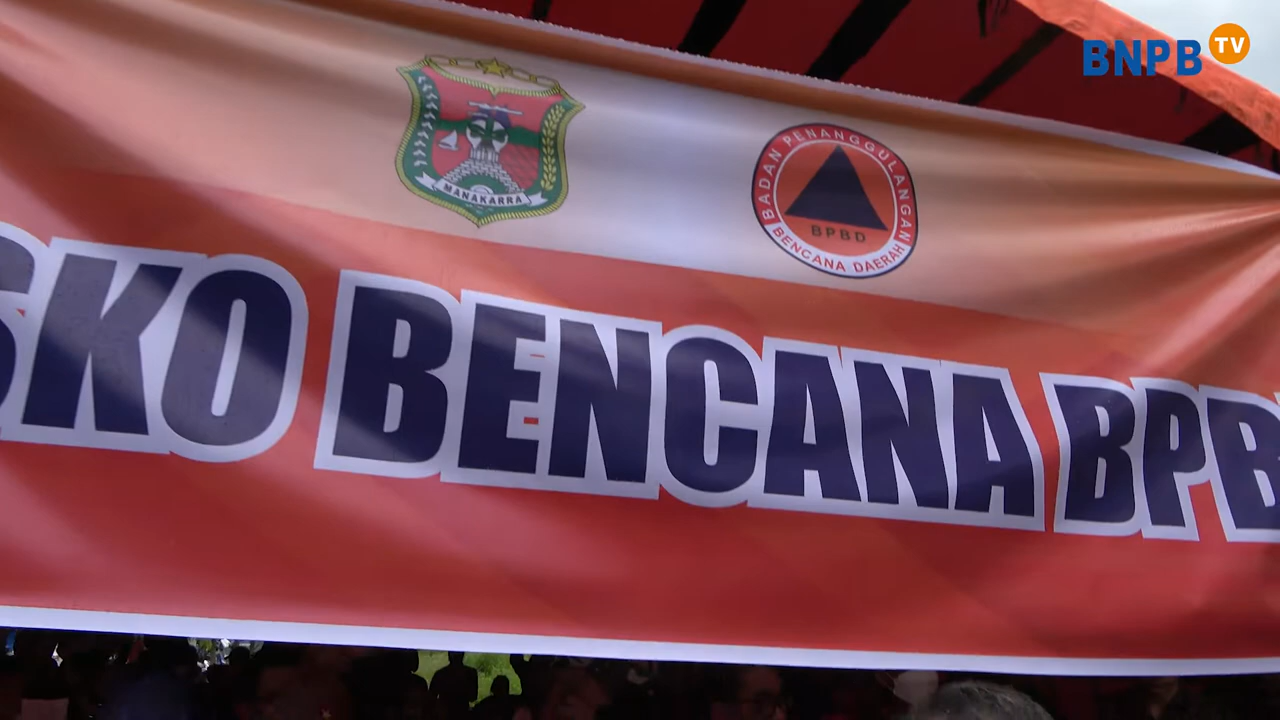 BNPB TV
MANAKARRA
BADAN PENANGGULANGAN
BPBD
BENCANA DAERAH
SKO BENCANA BPB